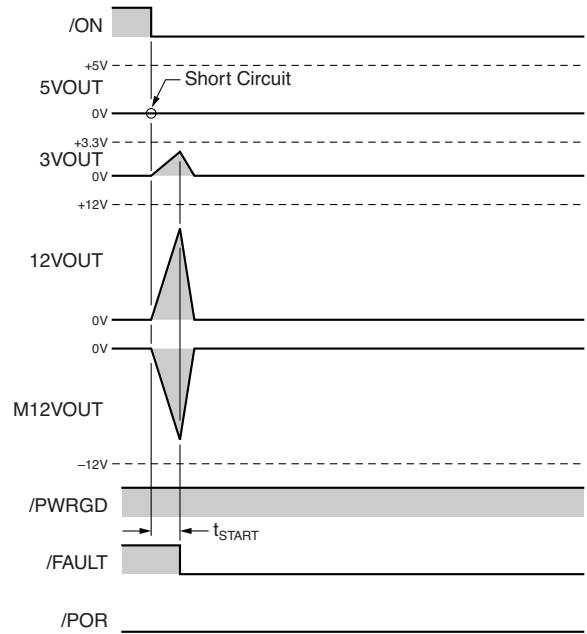 /ON
+5V
5VOUT
Short Circuit
0V
+3.3V
3VOUT
0V
+12V
12VOUT
0V
0V
M12VOUT
–12V
/PWRGD
tSTART
/FAULT
/POR